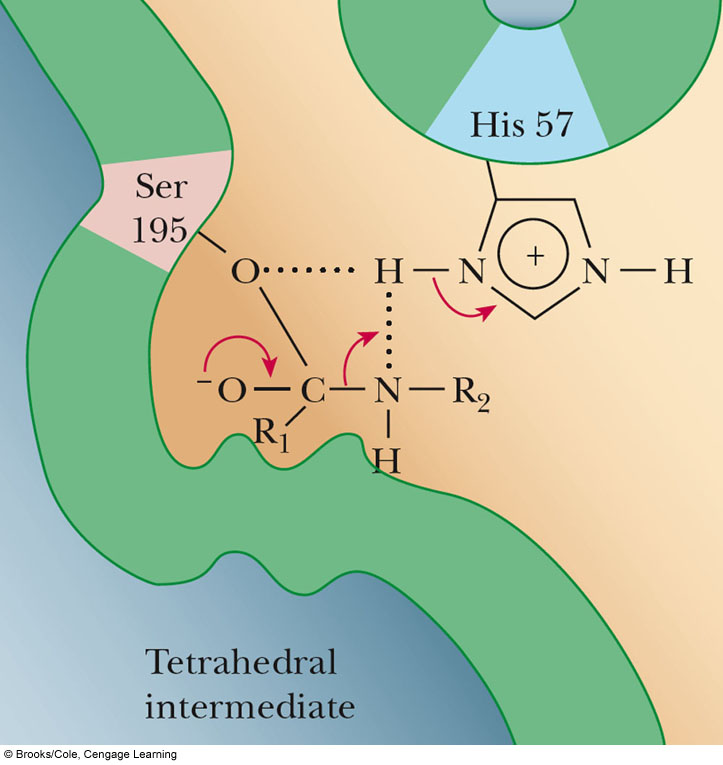 His 57
Ser
195
O H—N + N—H
−O—C—N—R2
R1
H
Tetrahedral
intermediate
© Brooks/Cole, Cengage Learning